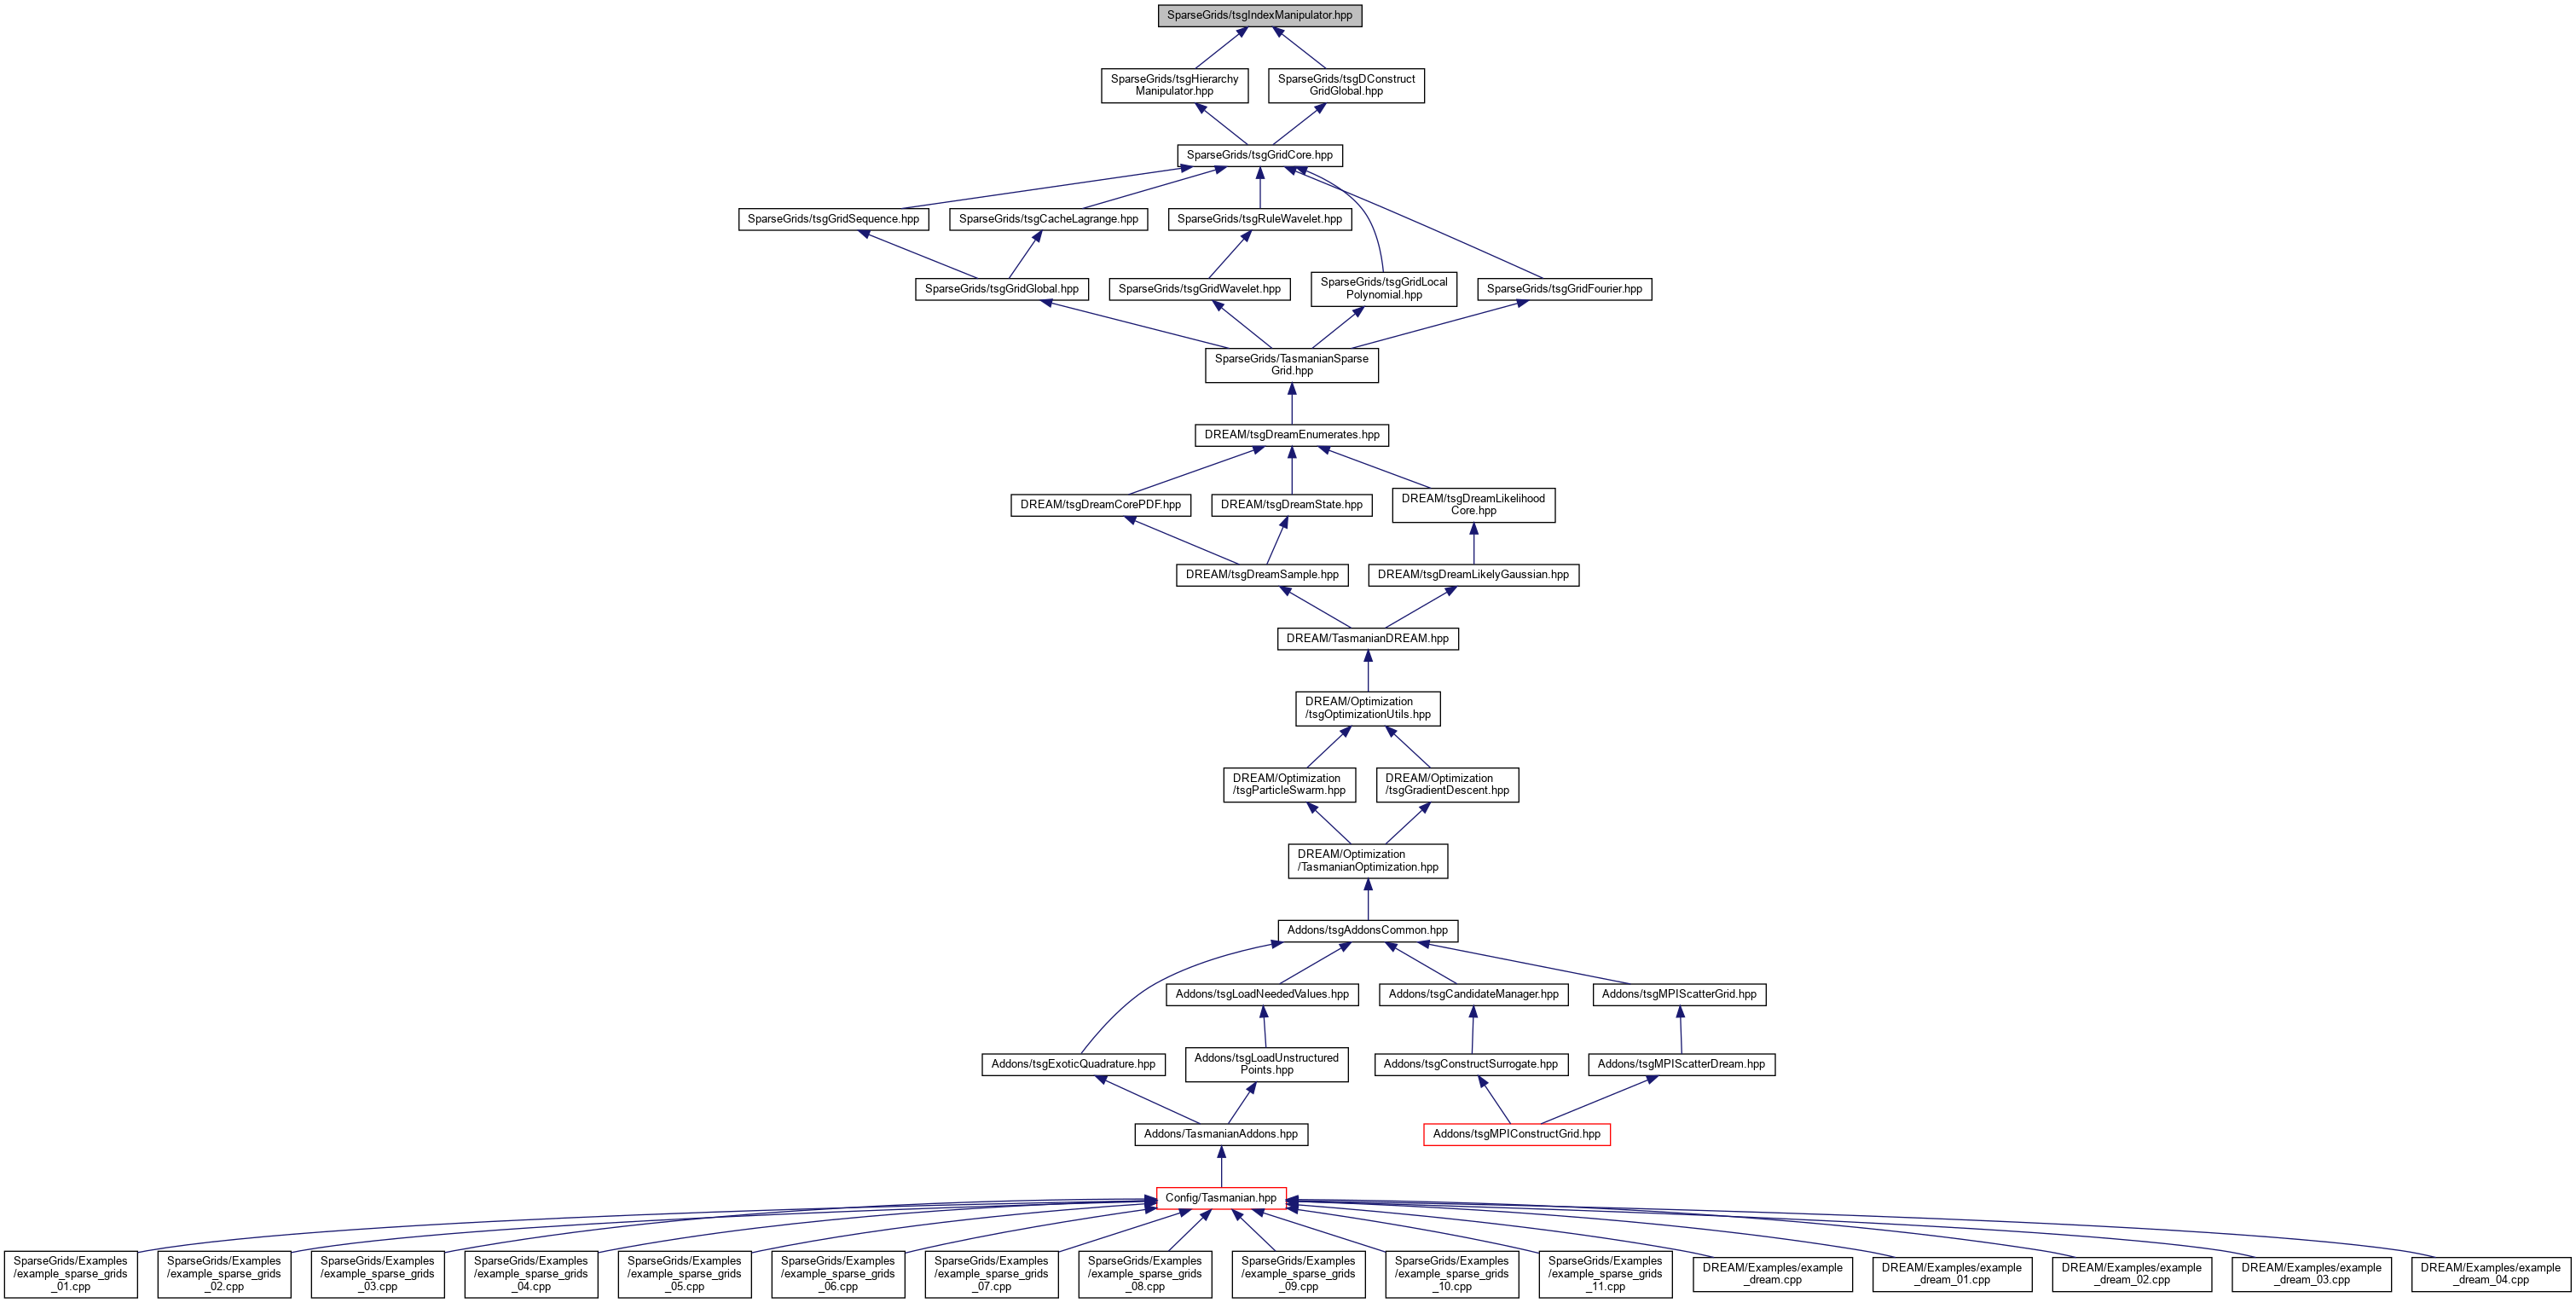 SparseGrids/tsgIndexManipulator.hpp
SparseGrids/tsgHierarchy
Manipulator.hpp
SparseGrids/tsgDConstruct
GridGlobal.hpp
SparseGrids/tsgGridCore.hpp
SparseGrids/tsgGridSequence.hpp
SparseGrids/tsgCacheLagrange.hpp
SparseGrids/tsgRuleWavelet.hpp
SparseGrids/tsgGridGlobal.hpp
SparseGrids/tsgGridWavelet.hpp
SparseGrids/tsgGridLocal
Polynomial.hpp
SparseGrids/tsgGridFourier.hpp
SparseGrids/TasmanianSparse
Grid.hpp
DREAM/tsgDreamEnumerates.hpp
DREAM/tsgDreamCorePDF.hpp
DREAM/tsgDreamState.hpp
DREAM/tsgDreamLikelihood
Core.hpp
DREAM/tsgDreamSample.hpp
DREAM/tsgDreamLikelyGaussian.hpp
DREAM/TasmanianDREAM.hpp
DREAM/Optimization
/tsgOptimizationUtils.hpp
DREAM/Optimization
/tsgParticleSwarm.hpp
DREAM/Optimization
/tsgGradientDescent.hpp
DREAM/Optimization
/TasmanianOptimization.hpp
Addons/tsgAddonsCommon.hpp
Addons/tsgLoadNeededValues.hpp
Addons/tsgCandidateManager.hpp
Addons/tsgMPIScatterGrid.hpp
Addons/tsgExoticQuadrature.hpp
Addons/tsgLoadUnstructured
Points.hpp
Addons/tsgConstructSurrogate.hpp
Addons/tsgMPIScatterDream.hpp
Addons/TasmanianAddons.hpp
Addons/tsgMPIConstructGrid.hpp
Config/Tasmanian.hpp
SparseGrids/Examples
/example_sparse_grids
_01.cpp
SparseGrids/Examples
/example_sparse_grids
_02.cpp
SparseGrids/Examples
/example_sparse_grids
_03.cpp
SparseGrids/Examples
/example_sparse_grids
_04.cpp
SparseGrids/Examples
/example_sparse_grids
_05.cpp
SparseGrids/Examples
/example_sparse_grids
_06.cpp
SparseGrids/Examples
/example_sparse_grids
_07.cpp
SparseGrids/Examples
/example_sparse_grids
_08.cpp
SparseGrids/Examples
/example_sparse_grids
_09.cpp
SparseGrids/Examples
/example_sparse_grids
_10.cpp
SparseGrids/Examples
/example_sparse_grids
_11.cpp
DREAM/Examples/example
_dream.cpp
DREAM/Examples/example
_dream_01.cpp
DREAM/Examples/example
_dream_02.cpp
DREAM/Examples/example
_dream_03.cpp
DREAM/Examples/example
_dream_04.cpp